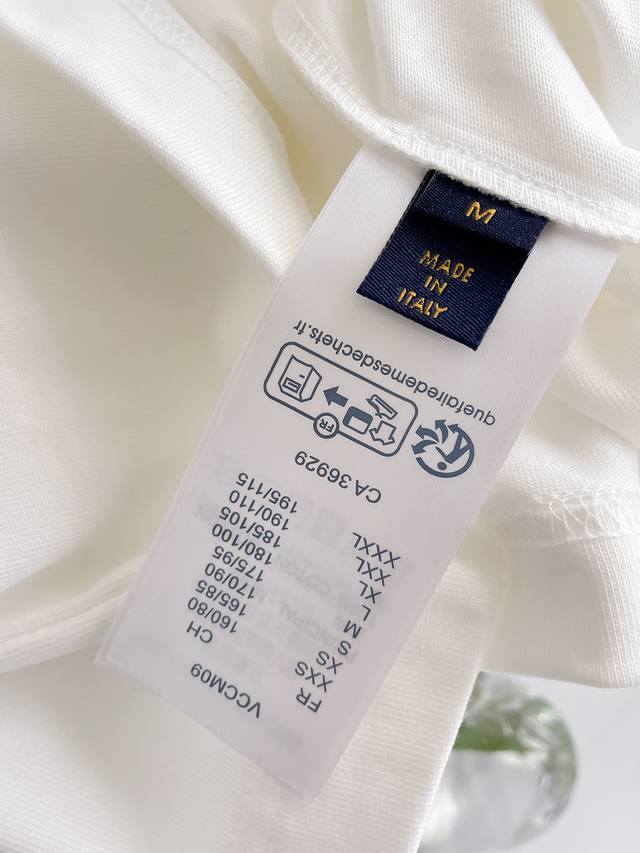 M
MADE
IN
ITALY
VCCM09
FR CH
XXS 160/80
XS 165/85
S 170/90
M 175/95
L 180/100
XL 185/105
XXL 190/110
XXXL 195/115
CA 36929
FR
quefairedemesdechets.fr